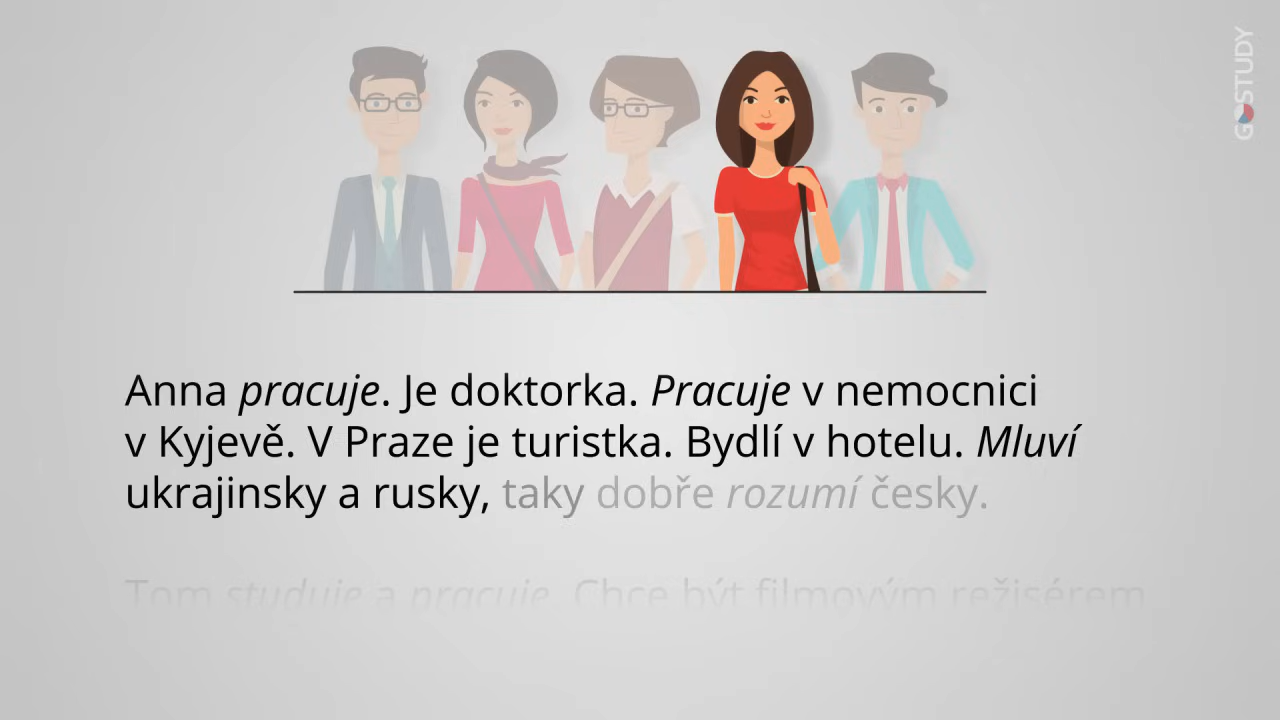 GOSTUDY
Anna pracuje. Je doktorka. Pracuje v nemocnici
v Kyjevě. V Praze je turistka. Bydlí v hotelu. Mluví
ukrajinsky a rusky, taky dobře rozumí česky.
Tom studuje a pracuje. Chce být filmovým režisérem